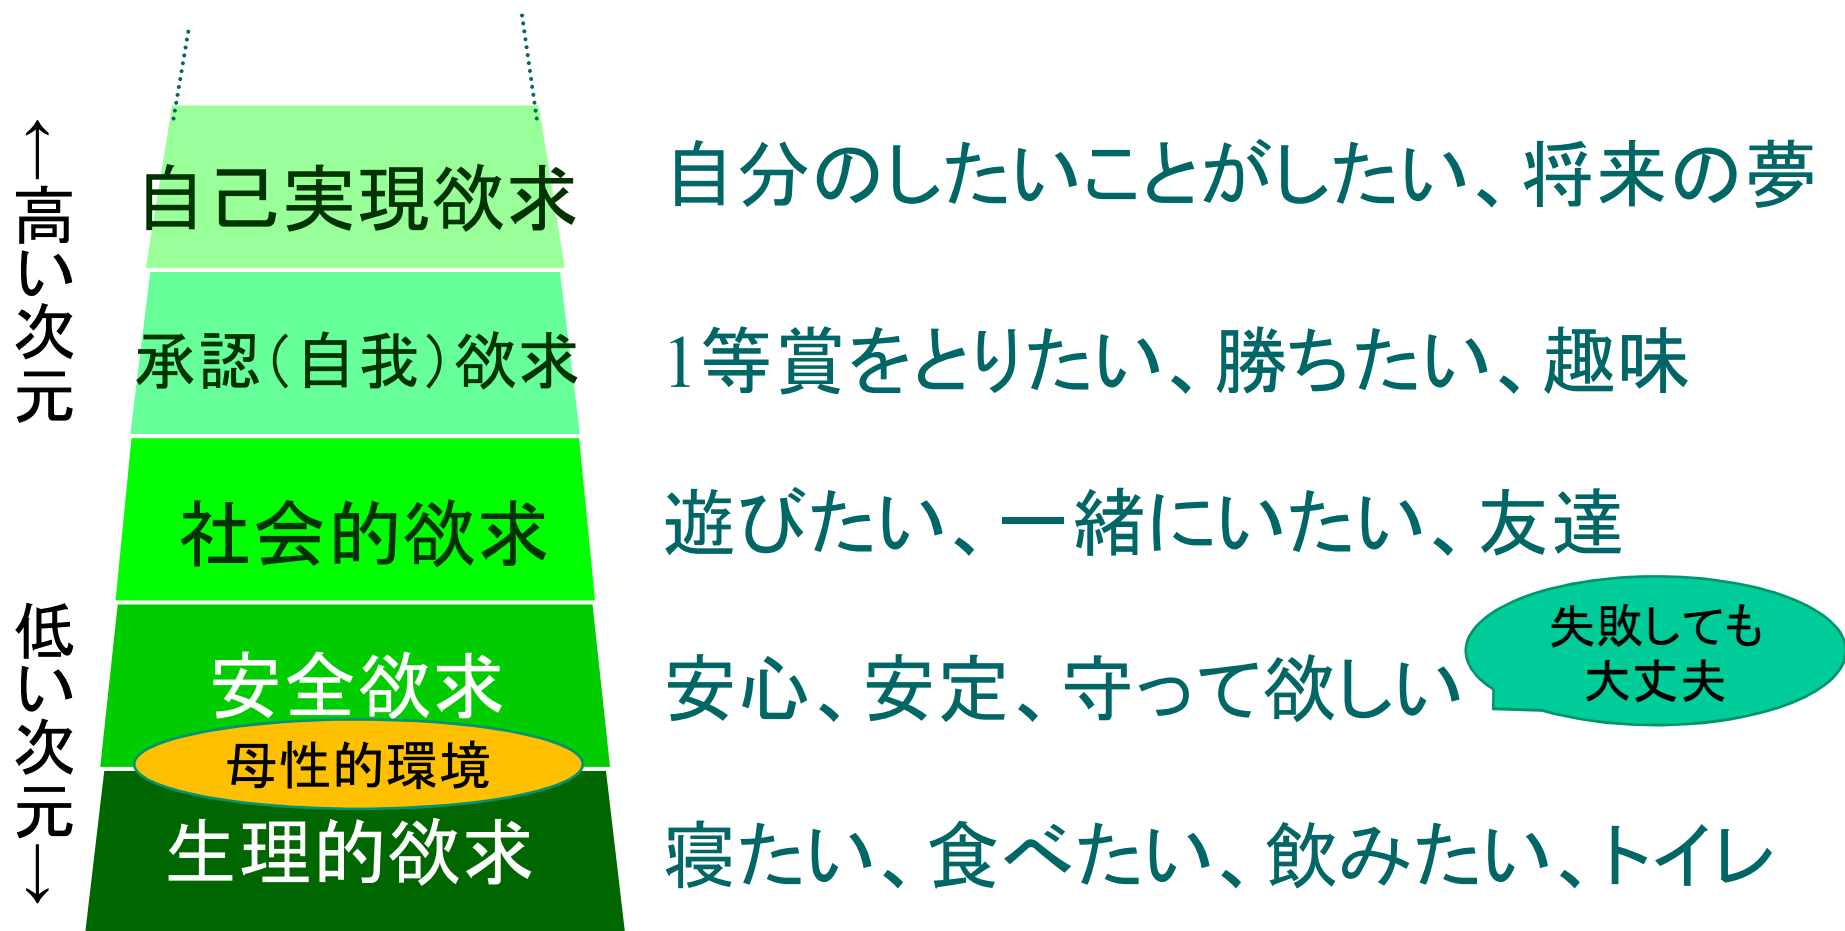 ↑高い次元
低い次元↓
自己実現欲求
自分のしたいことがしたい、将来の夢
承認（自我）欲求
1等賞をとりたい、勝ちたい、趣味
社会的欲求
遊びたい、一緒にいたい、友達
安全欲求
安心、安定、守って欲しい
失敗しても
大丈夫
母性的環境
生理的欲求
寝たい、食べたい、飲みたい、トイレ